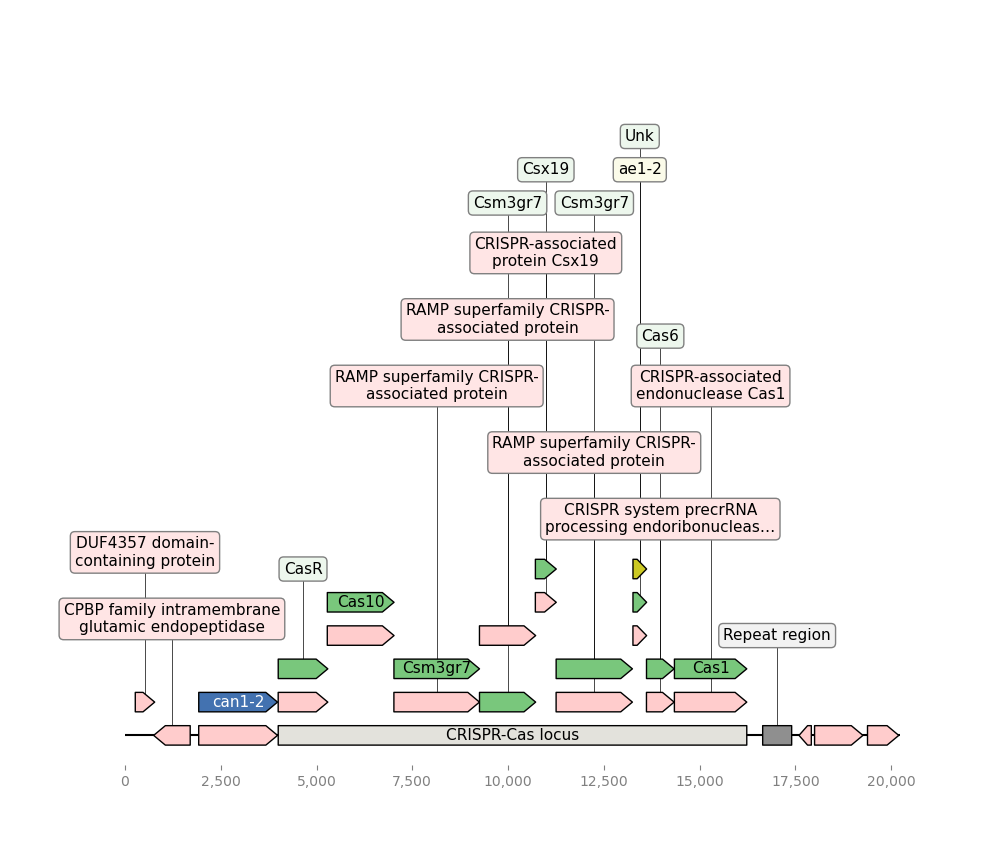 Unk
Csx19
ae1-2
Csm3gr7
Csm3gr7
CRISPR-associated
protein Csx19
RAMP superfamily CRISPR-
associated protein
Cas6
RAMP superfamily CRISPR-
associated protein
CRISPR-associated
endonuclease Cas1
RAMP superfamily CRISPR-
associated protein
CRISPR system precrRNA
processing endoribonucleas...
DUF4357 domain-
containing protein
CasR
Cas10
CPBP family intramembrane
glutamic endopeptidase
Repeat region
Csm3gr7
Cas1
can1-2
CRISPR-Cas locus
0
2,500
5,000
7,500
10,000
12,500
15,000
17,500
20,000